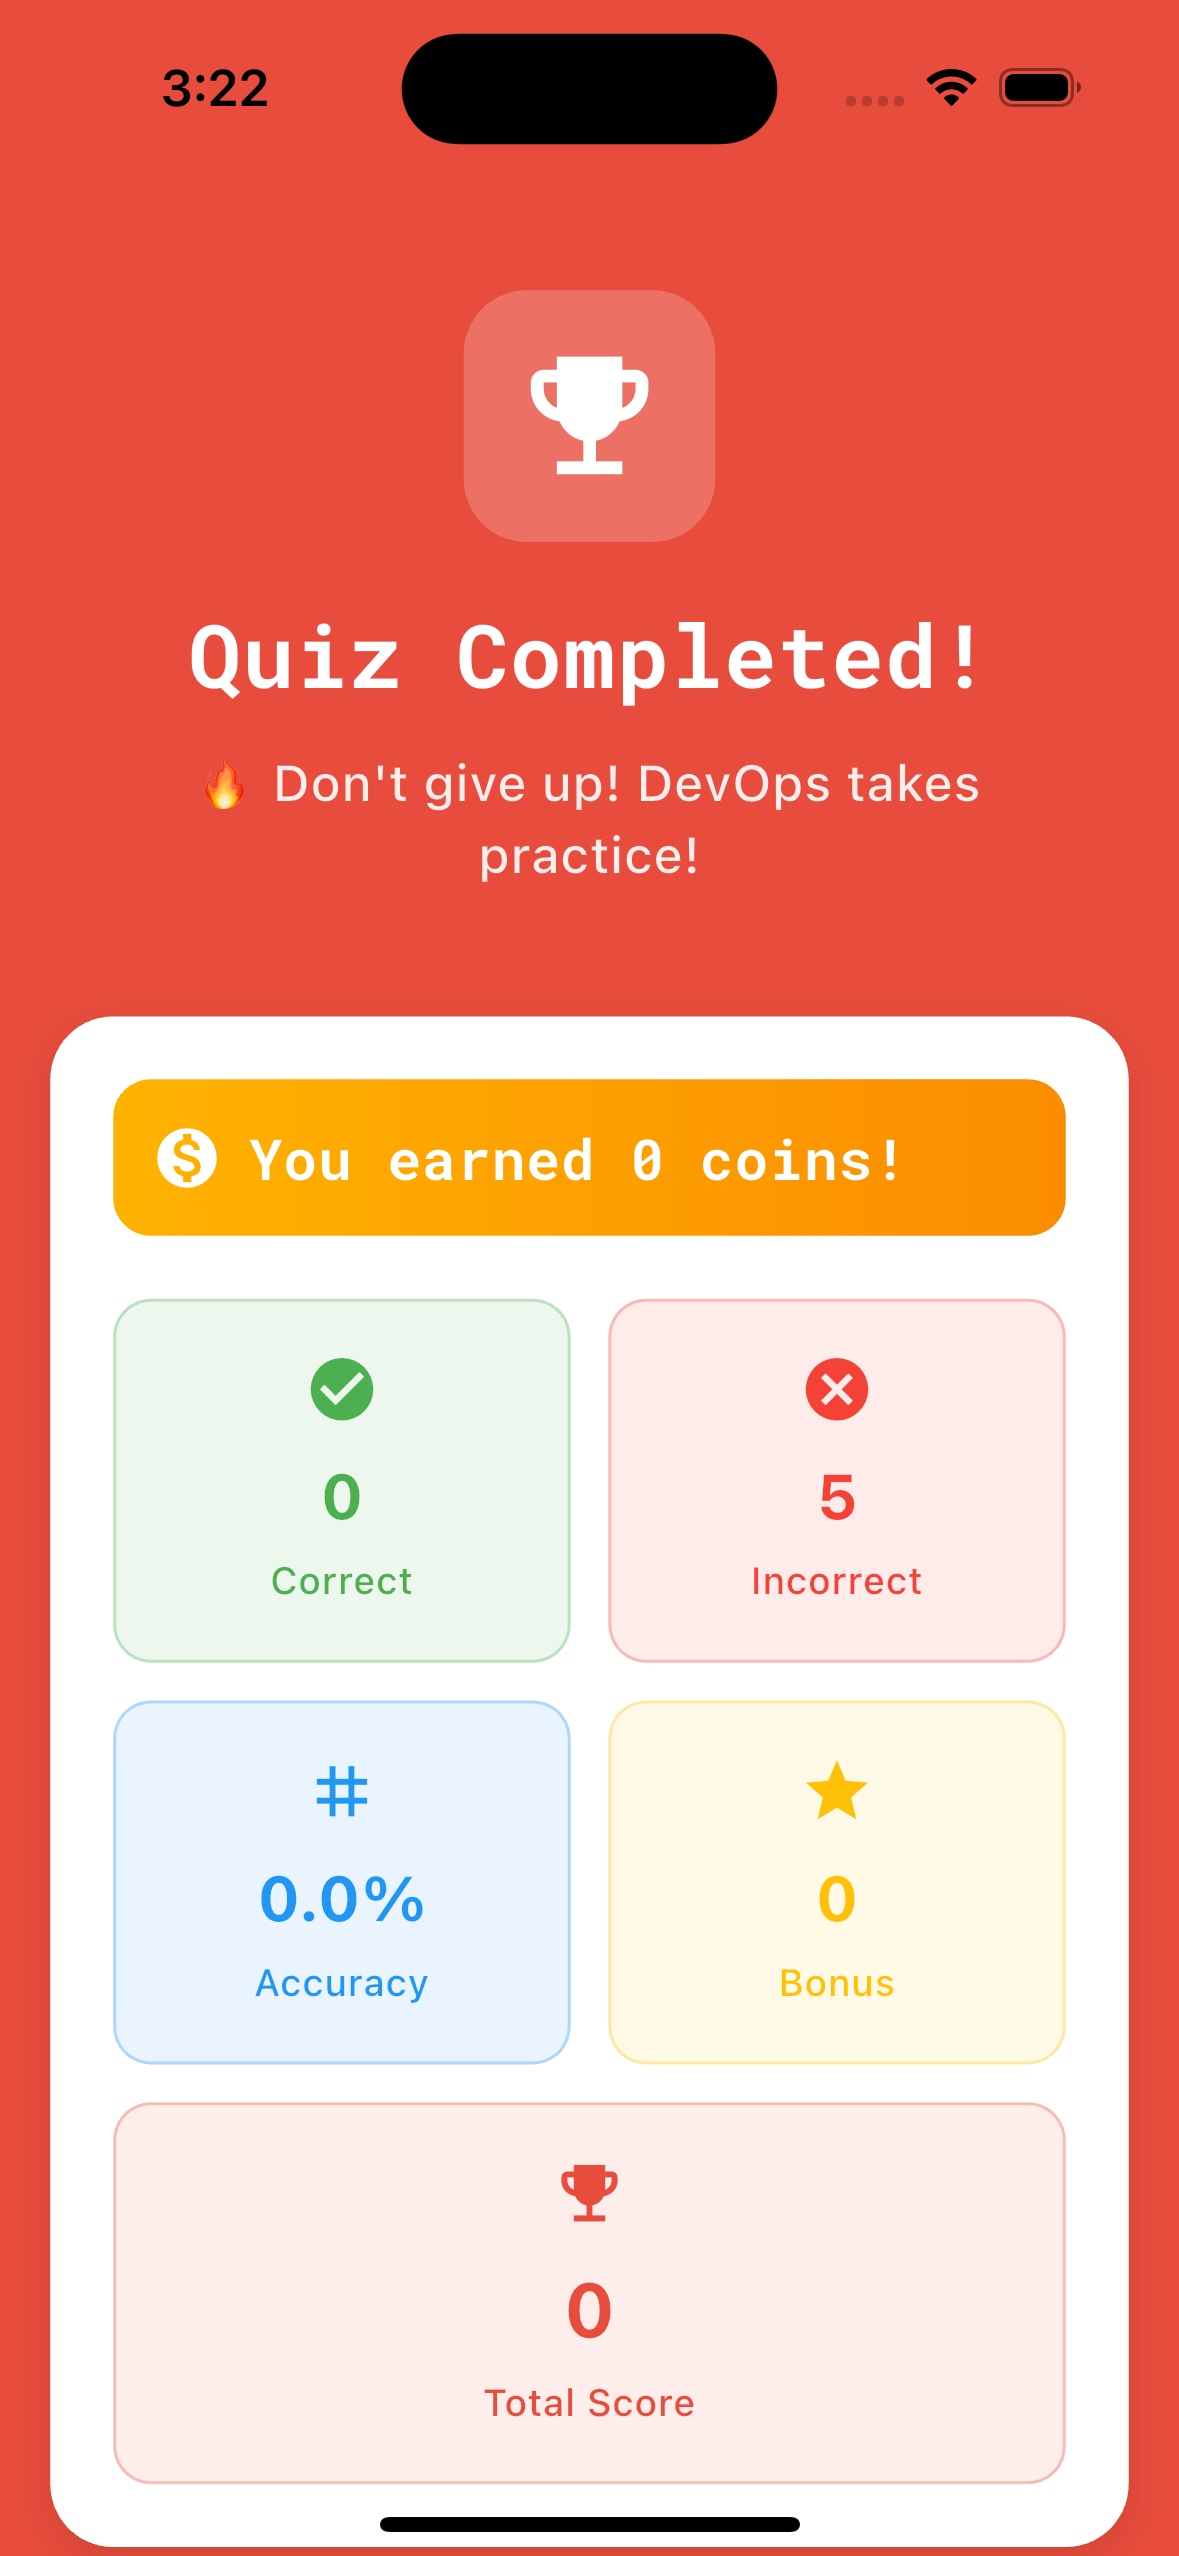 3:22
Quiz Completed!
🔥 Don't give up! DevOps takes
practice!
You earned 0 coins!
0
Correct
5
Incorrect
0.0%
Accuracy
0
Bonus
0
Total Score